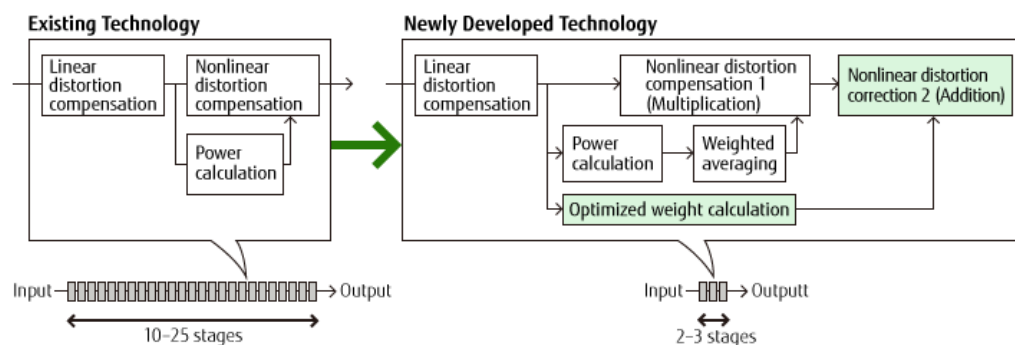 Existing Technology
Linear
distortion
compensation
Nonlinear
distortion
compensation
Power
calculation
Input
Output
10–25 stages
Newly Developed Technology
Linear
distortion
compensation
Nonlinear distortion
compensation 1
(Multiplication)
Nonlinear distortion
correction 2 (Addition)
Power
calculation
Weighted
averaging
Optimized weight calculation
Input
Outputt
2–3 stages